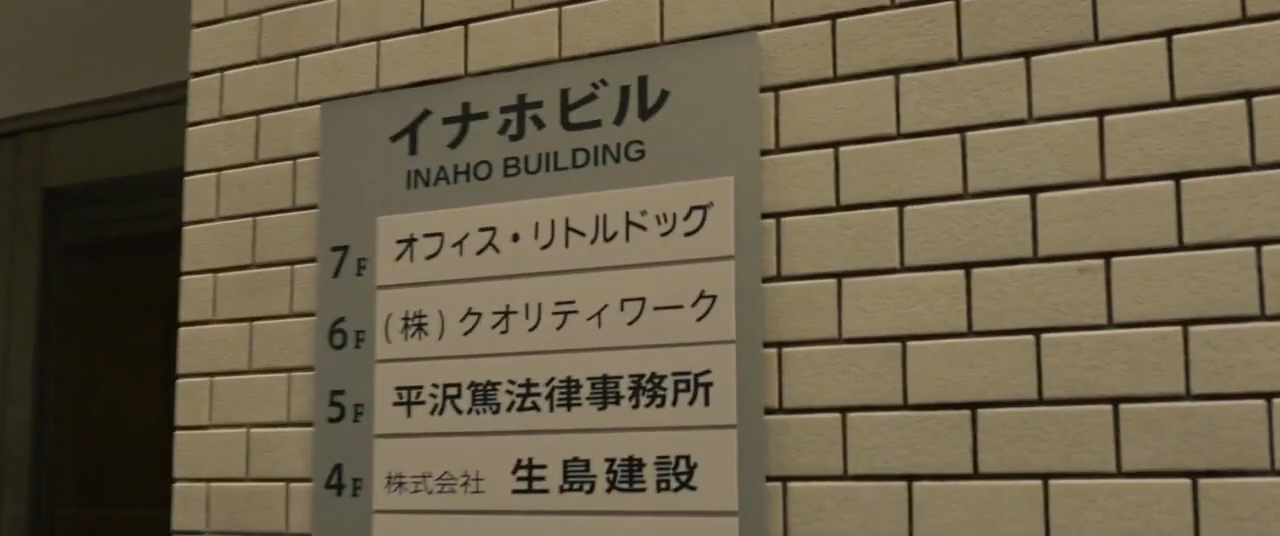 イナホビル
INAHO BUILDING
7F オフィス・リトルドッグ
6F (株)クオリティワーク
5F 平沢篤法律事務所
4F 株式会社 生島建設